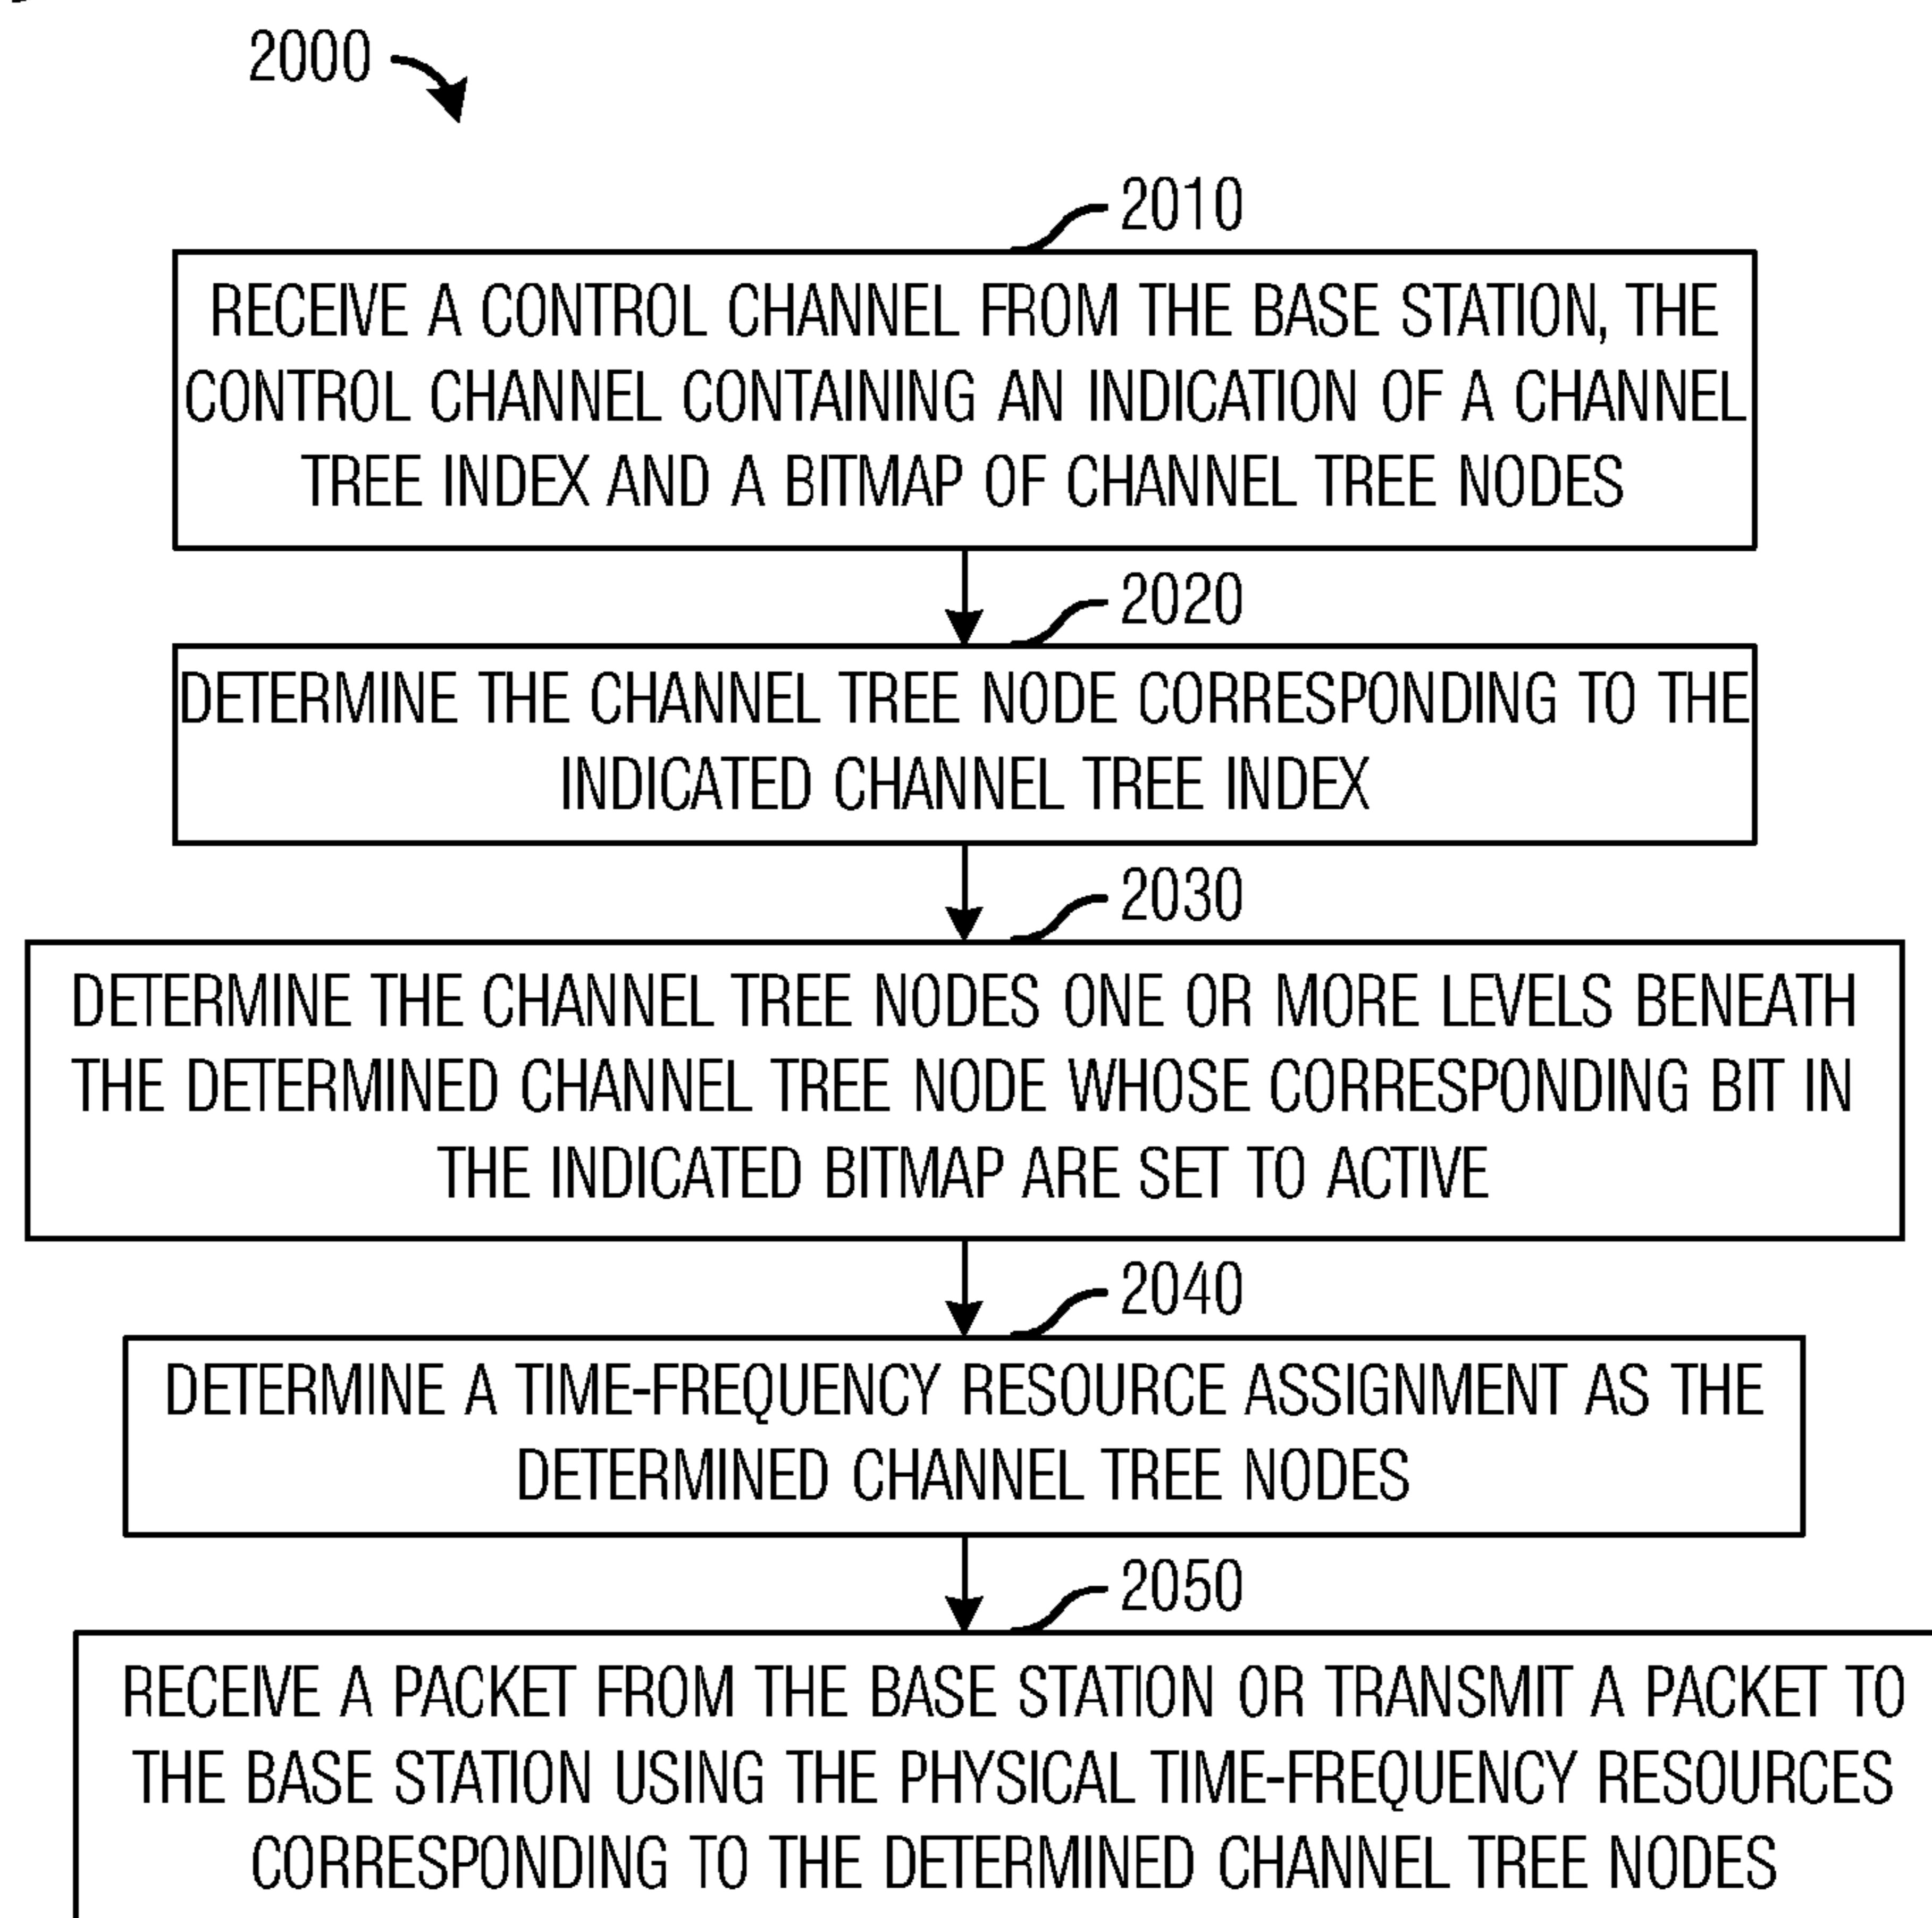 2000
2010
RECEIVE A CONTROL CHANNEL FROM THE BASE STATION, THE
CONTROL CHANNEL CONTAINING AN INDICATION OF A CHANNEL
TREE INDEX AND A BITMAP OF CHANNEL TREE NODES
2020
DETERMINE THE CHANNEL TREE NODE CORRESPONDING TO THE
INDICATED CHANNEL TREE INDEX
2030
DETERMINE THE CHANNEL TREE NODES ONE OR MORE LEVELS BENEATH
THE DETERMINED CHANNEL TREE NODE WHOSE CORRESPONDING BIT IN
THE INDICATED BITMAP ARE SET TO ACTIVE
2040
DETERMINE A TIME-FREQUENCY RESOURCE ASSIGNMENT AS THE
DETERMINED CHANNEL TREE NODES
2050
RECEIVE A PACKET FROM THE BASE STATION OR TRANSMIT A PACKET TO
THE BASE STATION USING THE PHYSICAL TIME-FREQUENCY RESOURCES
CORRESPONDING TO THE DETERMINED CHANNEL TREE NODES